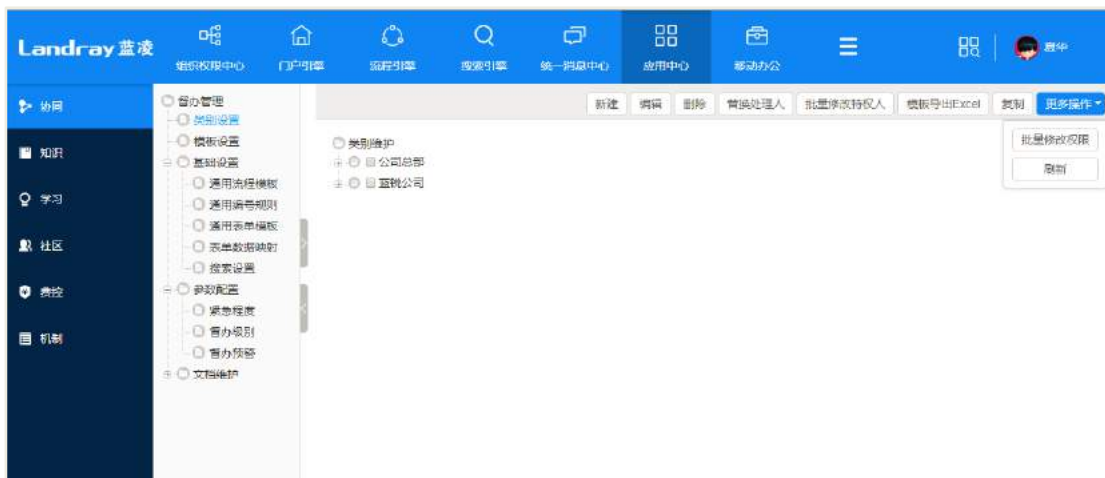 Landray 蓝凌
组织权限中心
门户引擎
流程引擎
搜索引擎
统一消息中心
应用中心
移动办公
协同
知识
学习
社区
费控
机制
督办管理
类别设置
模板设置
基础设置
通用流程模板
通用编号规则
通用表单模板
表单数据映射
搜索设置
参数配置
紧急程度
督办级别
督办预警
文档维护
新建
编辑
删除
替换处理人
批量修改特权人
模板导出Excel
复制
更多操作
批量修改权限
刷新
类别维护
公司总部
蓝锐公司